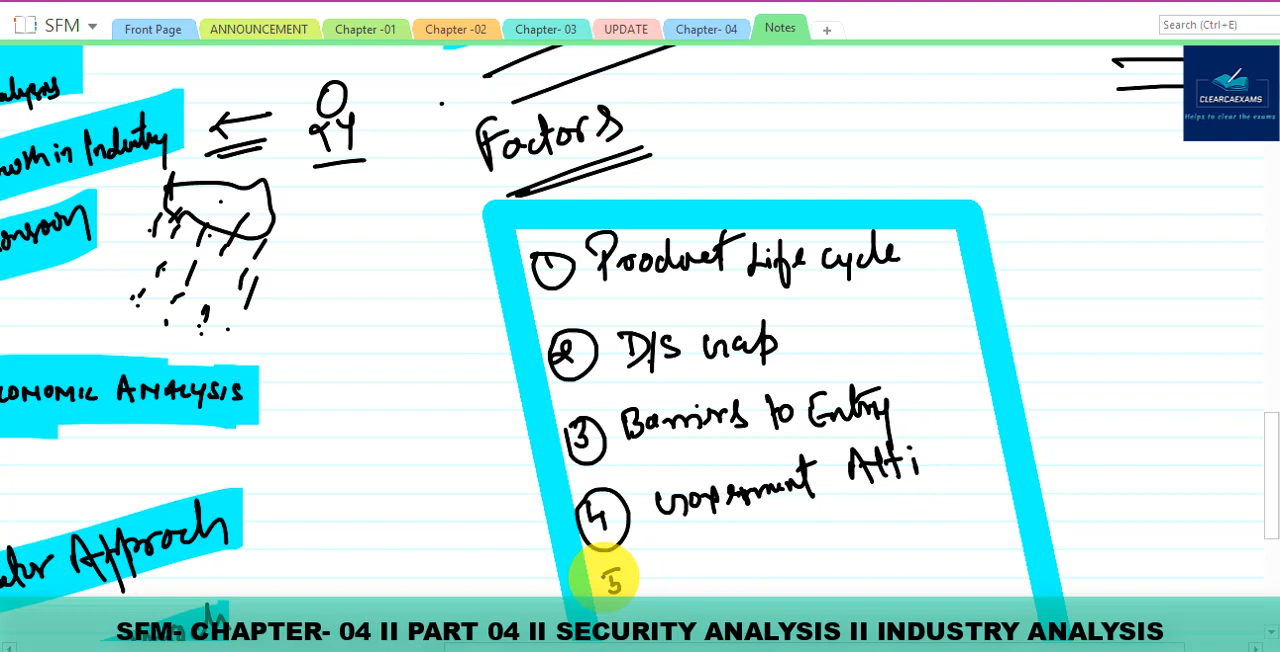 SFM
Front Page
ANNOUNCEMENT
Chapter -01
Chapter -02
Chapter- 03
UPDATE
Chapter- 04
Notes
Search (Ctrl+E)
CLEARCAEXAMS
Helps to clear the exams
in Industry
Factors
1 Product Life cycle
2 D/S Gap
3 Barriers to Entry
4 Government Atti
5
CONOMIC ANALYSIS
SFM- CHAPTER- 04 II PART 04 II SECURITY ANALYSIS II INDUSTRY ANALYSIS